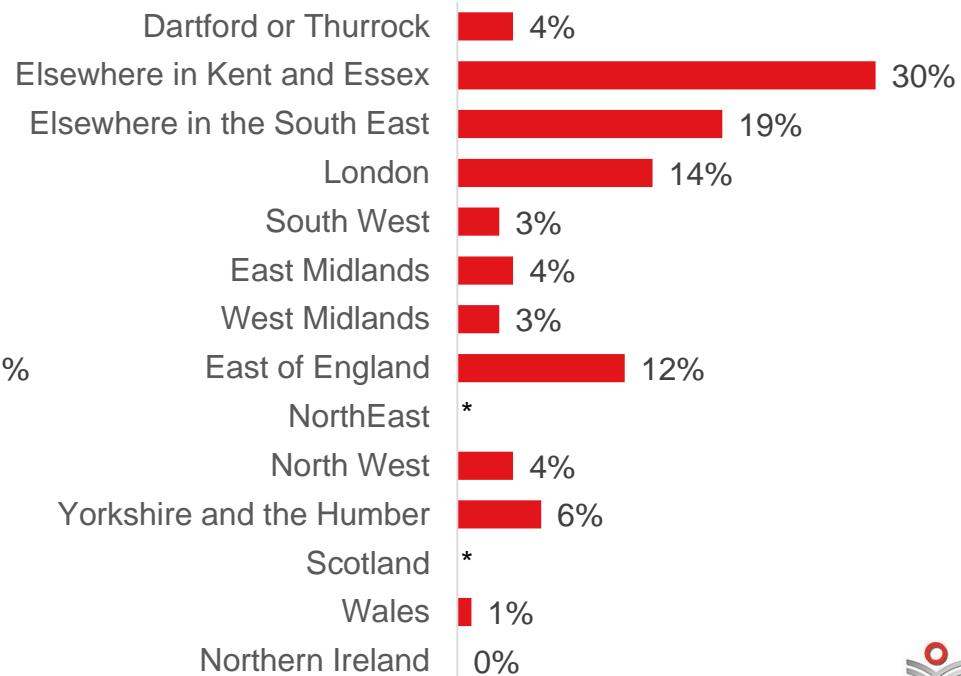 Dartford or Thurrock 4%
Elsewhere in Kent and Essex 30%
Elsewhere in the South East 19%
London 14%
South West 3%
East Midlands 4%
West Midlands 3%
% East of England 12%
NorthEast *
North West 4%
Yorkshire and the Humber 6%
Scotland *
Wales 1%
Northern Ireland 0%